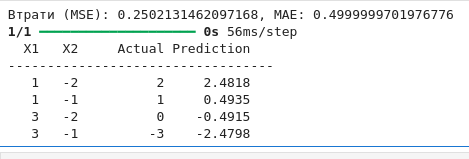 Втрати (MSE): 0.2502131462097168, MAE: 0.4999999701976776
1/1 ━━━━━━━━━━━━━━━━━━━━ 0s 56ms/step
X1 X2 Actual Prediction
----------------------------------
1 -2 2 2.4818
1 -1 1 0.4935
3 -2 0 -0.4915
3 -1 -3 -2.4798